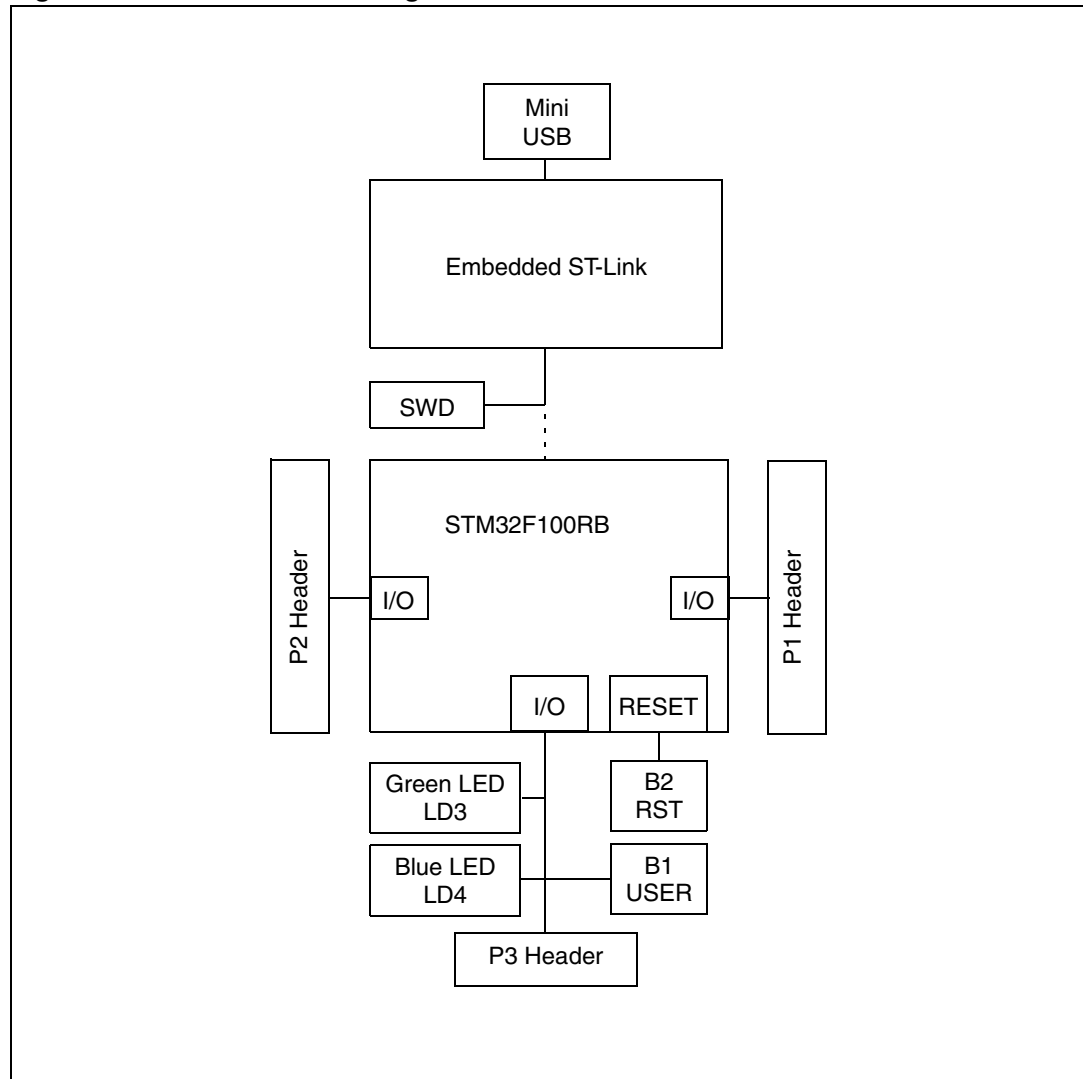 Mini
USB
Embedded ST-Link
SWD
STM32F100RB
P2 Header
I/O
I/O
P1 Header
I/O
RESET
Green LED
LD3
B2
RST
Blue LED
LD4
B1
USER
P3 Header